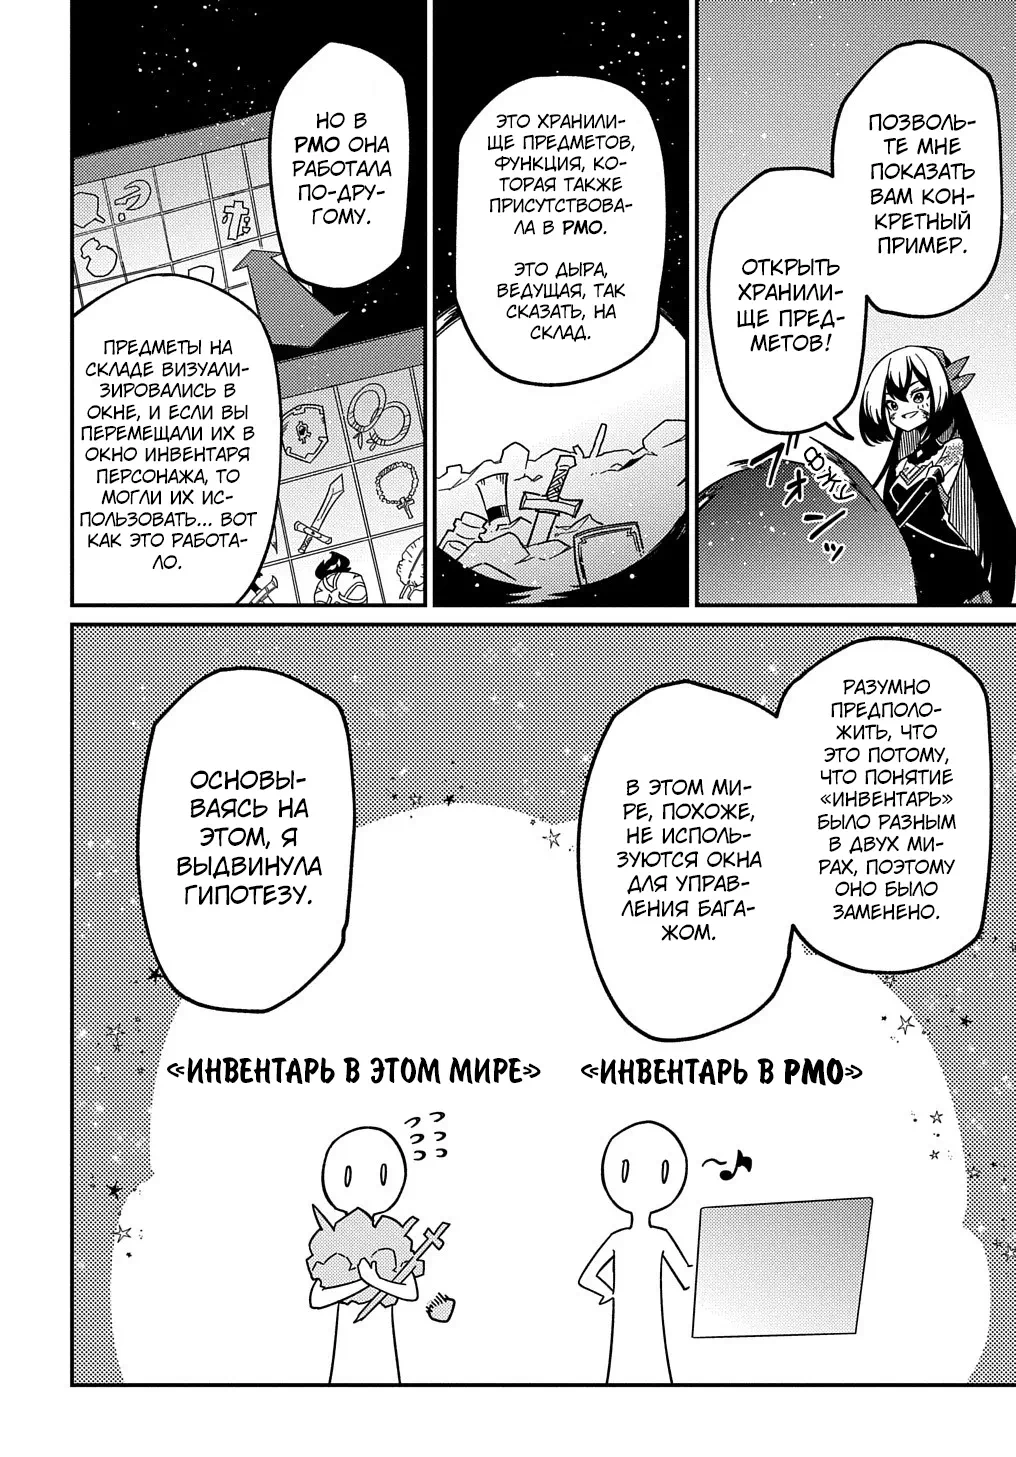 ПОЗВОЛЬ-
ТЕ МНЕ
ПОКАЗАТЬ
ВАМ КОН-
КРЕТНЫЙ
ПРИМЕР.
ОТКРЫТЬ
ХРАНИЛИ-
ЩЕ ПРЕД-
МЕТОВ!
ФЖУ
ЭТО ХРАНИЛИ-
ЩЕ ПРЕДМЕТОВ,
ФУНКЦИЯ, КО-
ТОРАЯ ТАКЖЕ
ПРИСУТСТВОВА-
ЛА В РМО.
ЭТО ДЫРА,
ВЕДУЩАЯ, ТАК
СКАЗАТЬ, НА
СКЛАД.
НО В
РМО ОНА
РАБОТАЛА
ПО-ДРУ-
ГОМУ.
ПРЕДМЕТЫ НА
СКЛАДЕ ВИЗУАЛИ-
ЗИРОВАЛИСЬ В
ОКНЕ, И ЕСЛИ ВЫ
ПЕРЕМЕЩАЛИ ИХ В
ОКНО ИНВЕНТАРЯ
ПЕРСОНАЖА, ТО
МОГЛИ ИХ ИС-
ПОЛЬЗОВАТЬ... ВОТ
КАК ЭТО РАБОТА-
ЛО.
РАЗУМНО
ПРЕДПОЛО-
ЖИТЬ, ЧТО
ЭТО ПОТОМУ,
ЧТО ПОНЯТИЕ
«ИНВЕНТАРЬ»
БЫЛО РАЗНЫМ
В ДВУХ МИ-
РАХ, ПОЭТОМУ
ОНО БЫЛО
ЗАМЕНЕНО.
В ЭТОМ МИ-
РЕ, ПОХОЖЕ,
НЕ ИСПОЛЬ-
ЗУЮТСЯ ОКНА
ДЛЯ УПРАВ-
ЛЕНИЯ БАГА-
ЖОМ.
ОСНОВЫ-
ВАЯСЬ НА
ЭТОМ, Я
ВЫДВИНУЛА
ГИПОТЕЗУ.
«ИНВЕНТАРЬ В РМО»
«ИНВЕНТАРЬ В ЭТОМ МИРЕ»